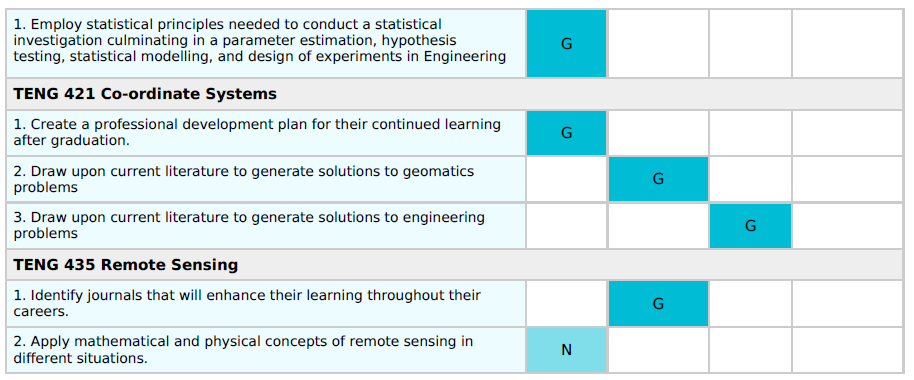 1. Employ statistical principles needed to conduct a statistical
investigation culminating in a parameter estimation, hypothesis
testing, statistical modelling, and design of experiments in Engineering
G
TENG 421 Co-ordinate Systems
1. Create a professional development plan for their continued learning
after graduation.
G
2. Draw upon current literature to generate solutions to geomatics
problems
G
3. Draw upon current literature to generate solutions to engineering
problems
G
TENG 435 Remote Sensing
1. Identify journals that will enhance their learning throughout their
careers.
G
2. Apply mathematical and physical concepts of remote sensing in
different situations.
N